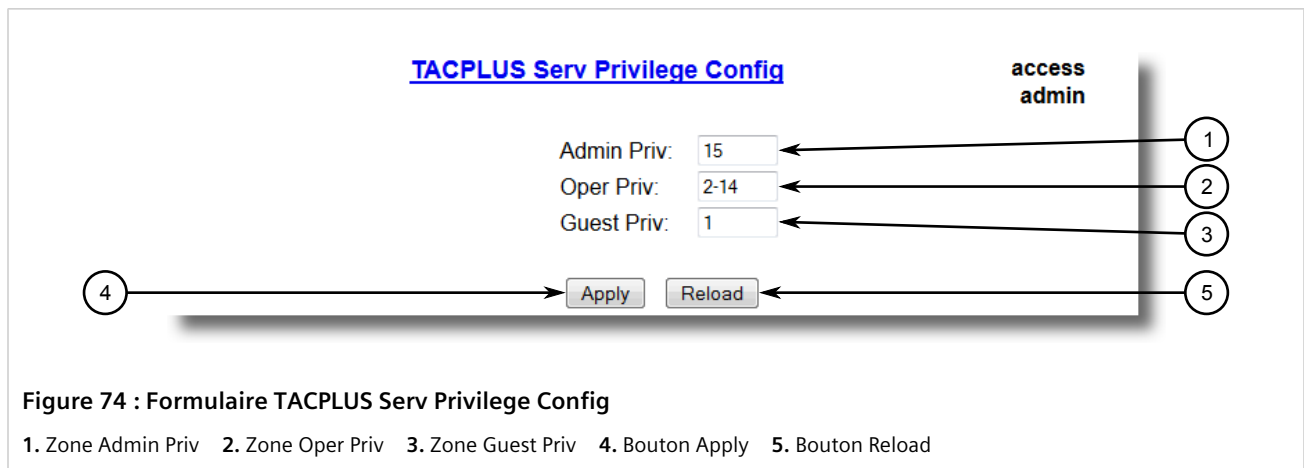 TACPLUS Serv Privilege Config
access
admin
Admin Priv: 15
1
Oper Priv: 2-14
2
Guest Priv: 1
3
4
Apply Reload
5
Figure 74 : Formulaire TACPLUS Serv Privilege Config
1. Zone Admin Priv 2. Zone Oper Priv 3. Zone Guest Priv 4. Bouton Apply 5. Bouton Reload